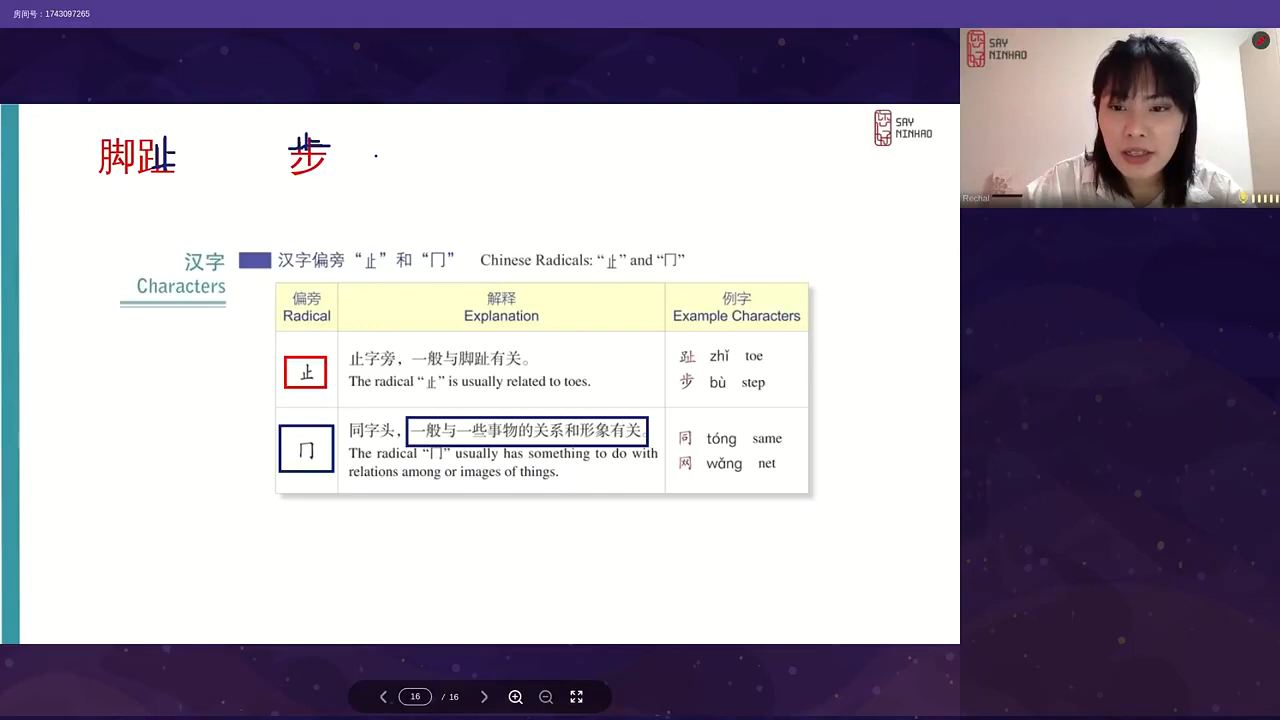 房间号：1743097265
SAY
NINHAO
脚趾 步
SAY
NINHAO
Rechal
汉字
Characters
汉字偏旁“止”和“冂” Chinese Radicals: “止” and “冂”
偏旁 解释 例字
Radical Explanation Example Characters
止 止字旁，一般与脚趾有关。
The radical “止” is usually related to toes.
趾 zhǐ toe
步 bù step
冂 同字头，一般与一些事物的关系和形象有关。
The radical “冂” usually has something to do with
relations among or images of things.
同 tóng same
网 wǎng net
16 / 16